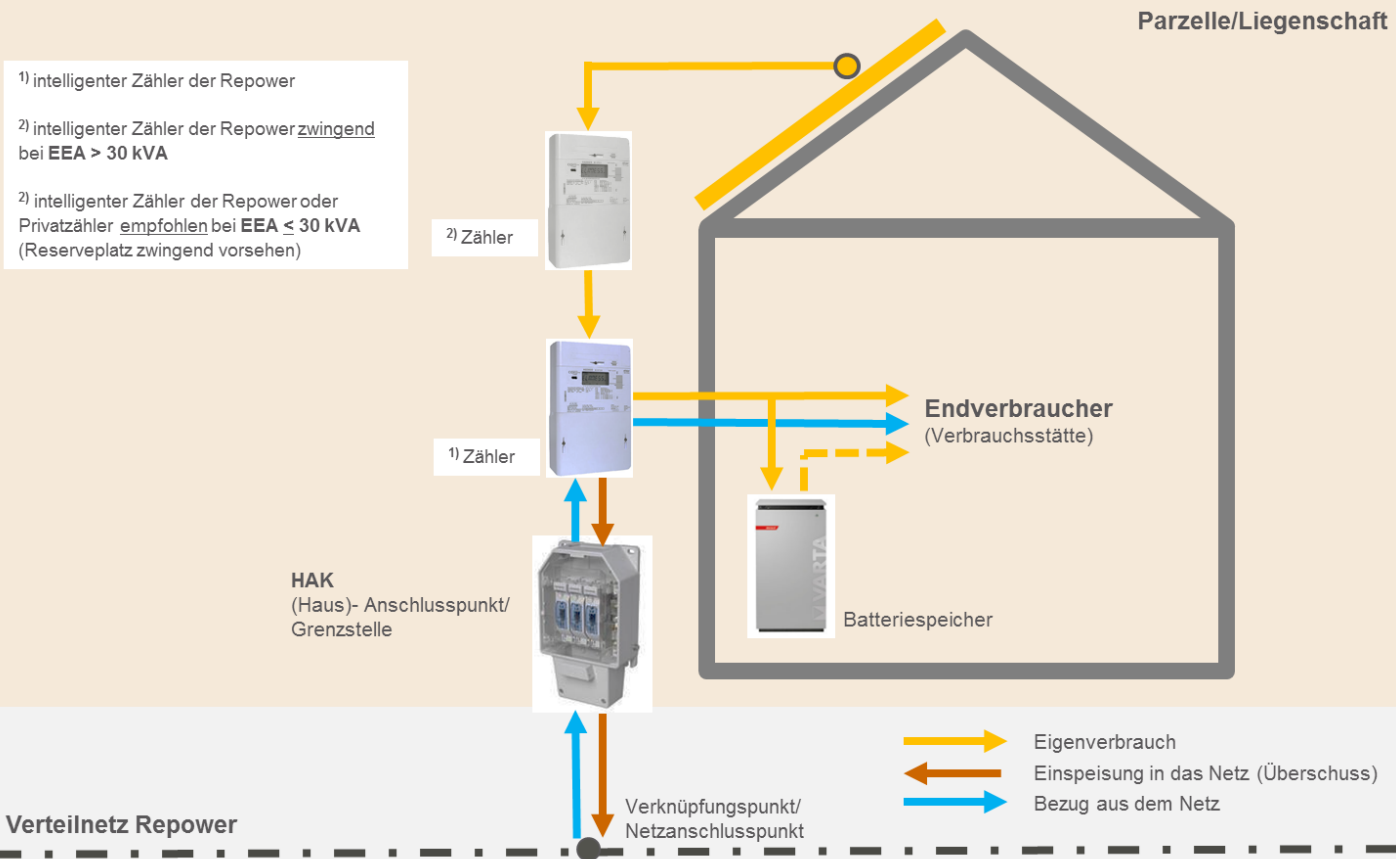 Parzelle/Liegenschaft
1) intelligenter Zähler der Repower
2) intelligenter Zähler der Repower zwingend
bei EEA > 30 kVA
2) intelligenter Zähler der Repower oder
Privatzähler empfohlen bei EEA ≤ 30 kVA
(Reserveplatz zwingend vorsehen)
2) Zähler
1) Zähler
Endverbraucher
(Verbrauchsstätte)
VARTA
Batteriespeicher
HAK
(Haus)- Anschlusspunkt/
Grenzstelle
Eigenverbrauch
Einspeisung in das Netz (Überschuss)
Bezug aus dem Netz
Verknüpfungspunkt/
Netzanschlusspunkt
Verteilnetz Repower